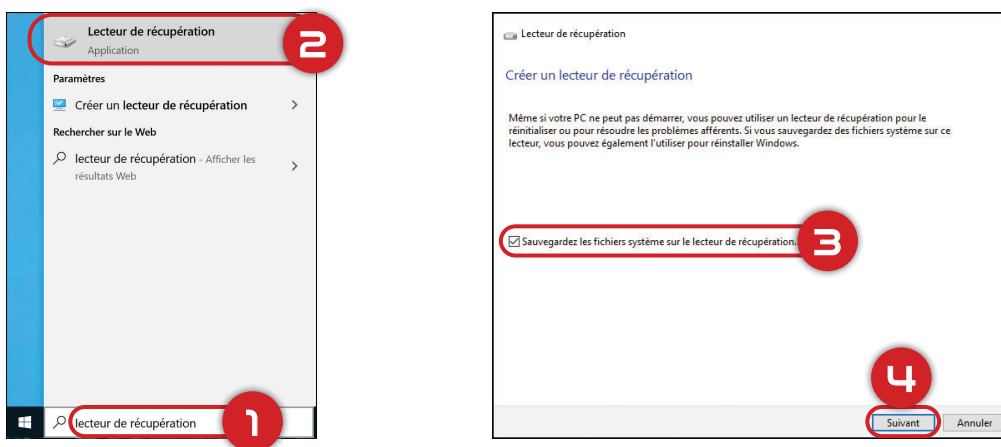 Lecteur de récupération
Application
2
Paramètres
Créer un lecteur de récupération
Rechercher sur le Web
lecteur de récupération - Afficher les
résultats Web
lecteur de récupération
1
Lecteur de récupération
Créer un lecteur de récupération
Même si votre PC ne peut pas démarrer, vous pouvez utiliser un lecteur de récupération pour le
réinitialiser ou pour résoudre les problèmes afférents. Si vous sauvegardez des fichiers système sur ce
lecteur, vous pouvez également l'utiliser pour réinstaller Windows.
Sauvegardez les fichiers système sur le lecteur de récupération.
3
4
Suivant
Annuler